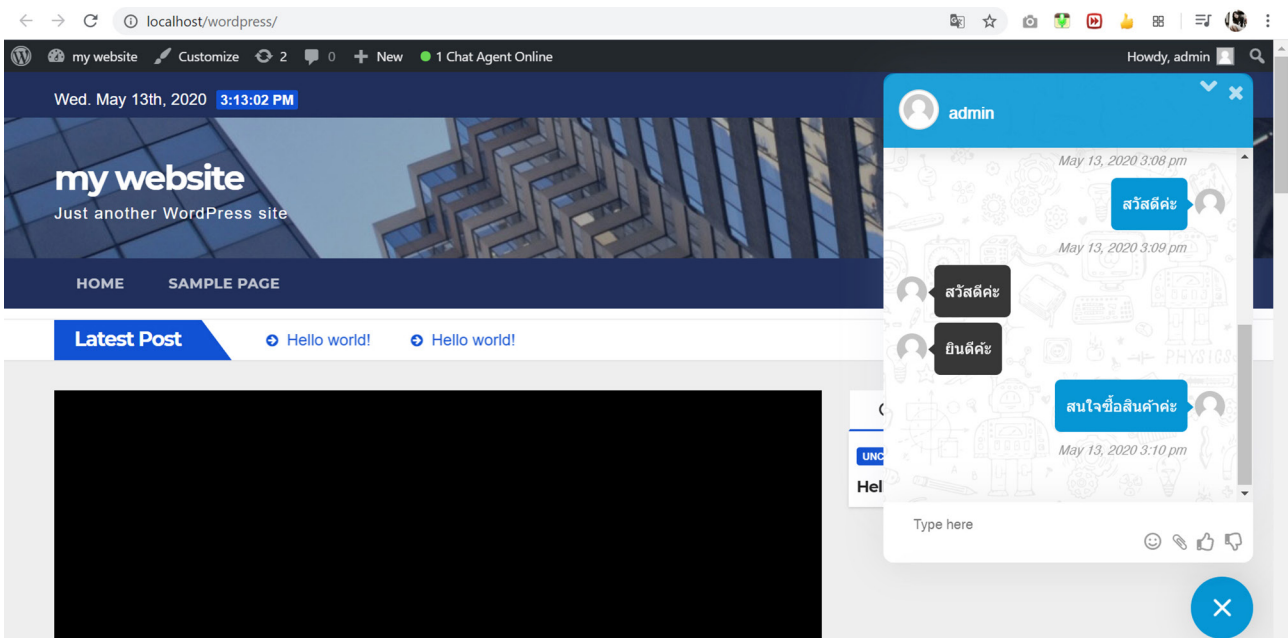 localhost/wordpress/
my website Customize 2 0 New 1 Chat Agent Online Howdy, admin
Wed. May 13th, 2020 3:13:02 PM
my website
Just another WordPress site
HOME SAMPLE PAGE
Latest Post Hello world! Hello world!
UNC
Hel
admin
May 13, 2020 3:08 pm
สวัสดีค่ะ
May 13, 2020 3:09 pm
สวัสดีค่ะ
ยินดีค้ะ
สนใจซื้อสินค้าค่ะ
May 13, 2020 3:10 pm
PHYSICS
Type here